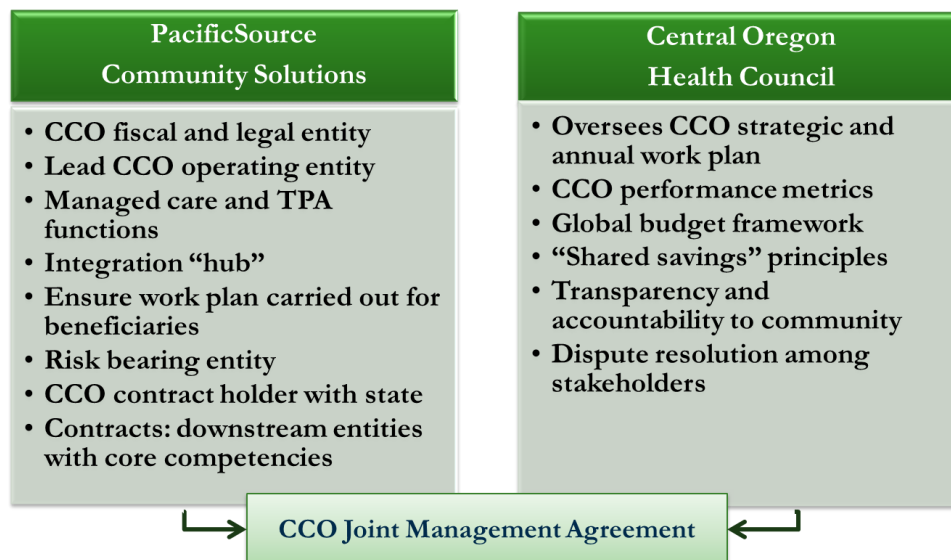 PacificSource
Community Solutions
• CCO fiscal and legal entity
• Lead CCO operating entity
• Managed care and TPA
functions
• Integration “hub”
• Ensure work plan carried out for
beneficiaries
• Risk bearing entity
• CCO contract holder with state
• Contracts: downstream entities
with core competencies
Central Oregon
Health Council
• Oversees CCO strategic and
annual work plan
• CCO performance metrics
• Global budget framework
• “Shared savings” principles
• Transparency and
accountability to community
• Dispute resolution among
stakeholders
CCO Joint Management Agreement